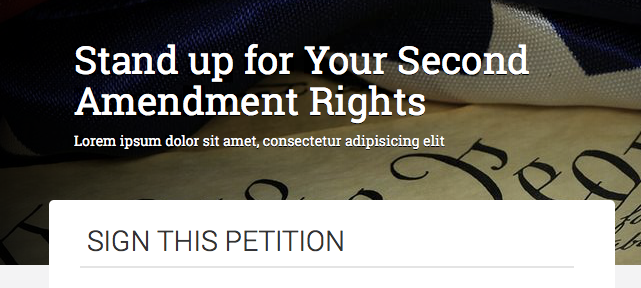 Stand up for Your Second
Amendment Rights
Lorem ipsum dolor sit amet, consectetur adipisicing elit
SIGN THIS PETITION